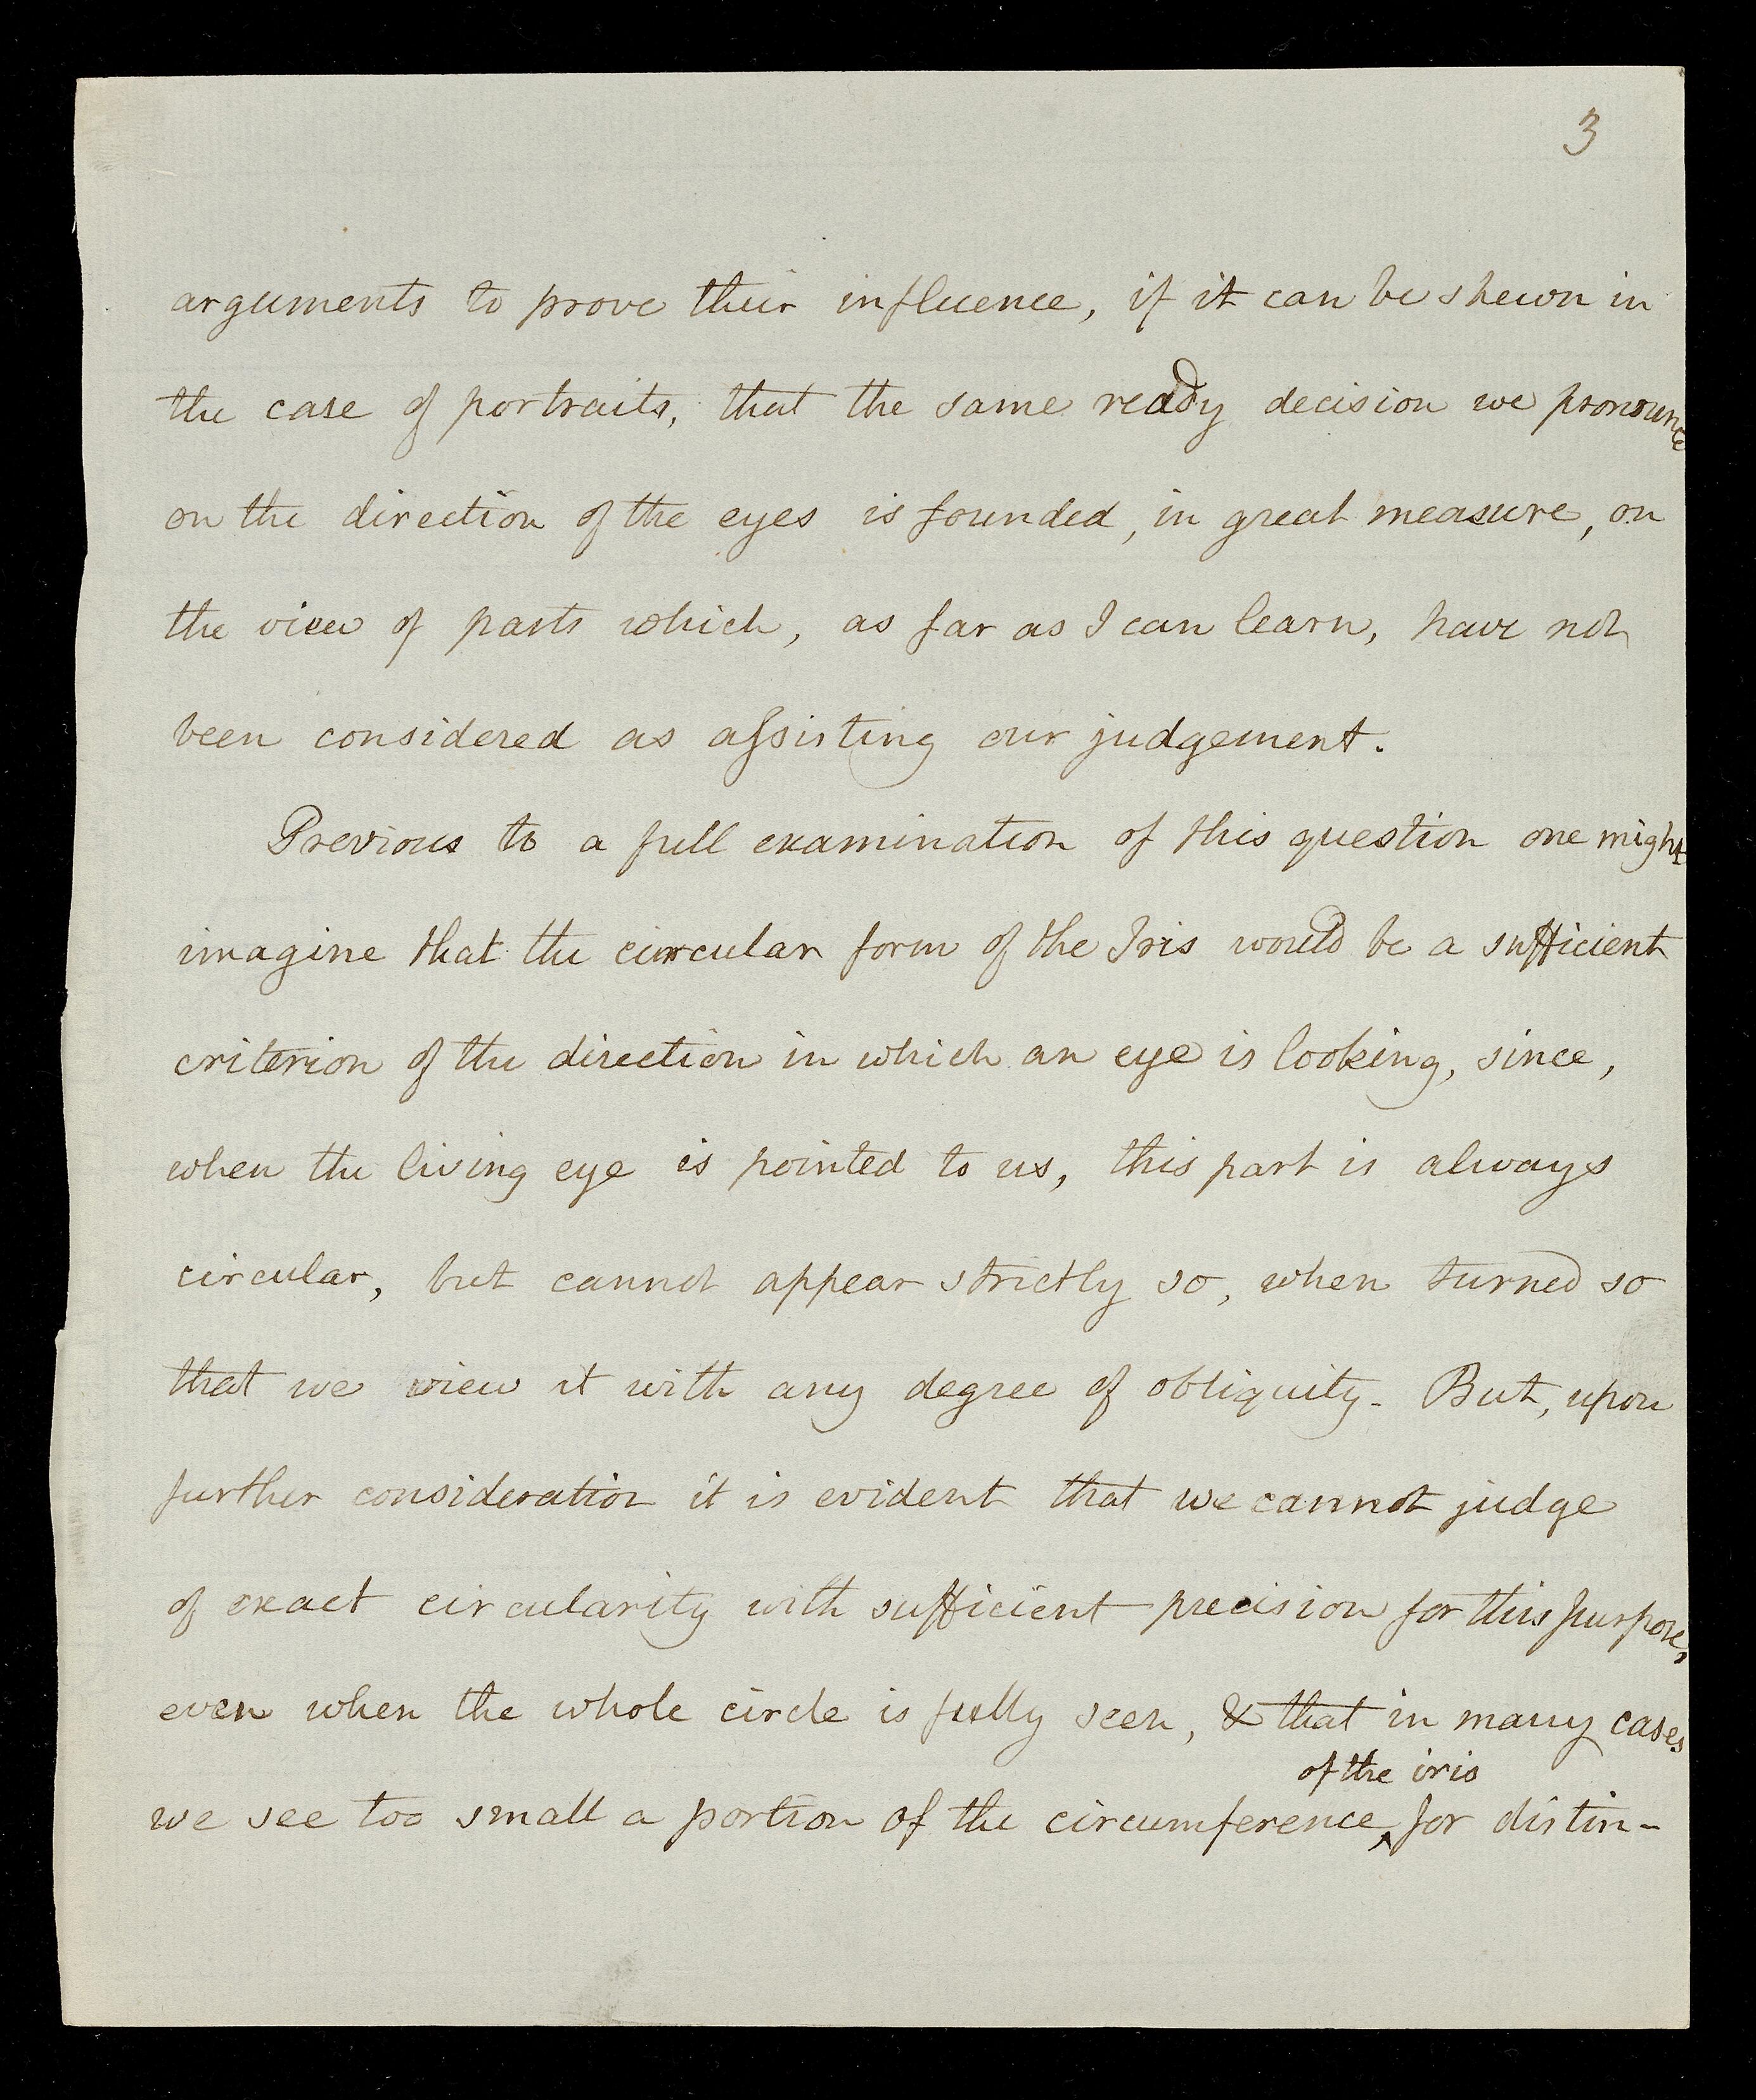 3
arguments to prove their influence, if it can be shewn in
the case of portraits, that the same ready decision we pronounce
on the direction of the eyes is founded, in great measure, on
the view of parts which, as far as I can learn, have not
been considered as aſsisting our judgement.
Previous to a full examination of this question one might
imagine that the circular form of the Iris would be a sufficient
criterion of the direction in which an eye is looking, since,
when the living eye is pointed to us, this part is always
circular, but cannot appear strictly so, when turned so
that we view it with any degree of obliquity. But, upon
further consideration it is evident that we cannot judge
of exact circularity with sufficient precision for this purpose,
even when the whole circle is fully seen, & that in many cases
of the iris
we see too small a portion of the circumference‸ for distin-